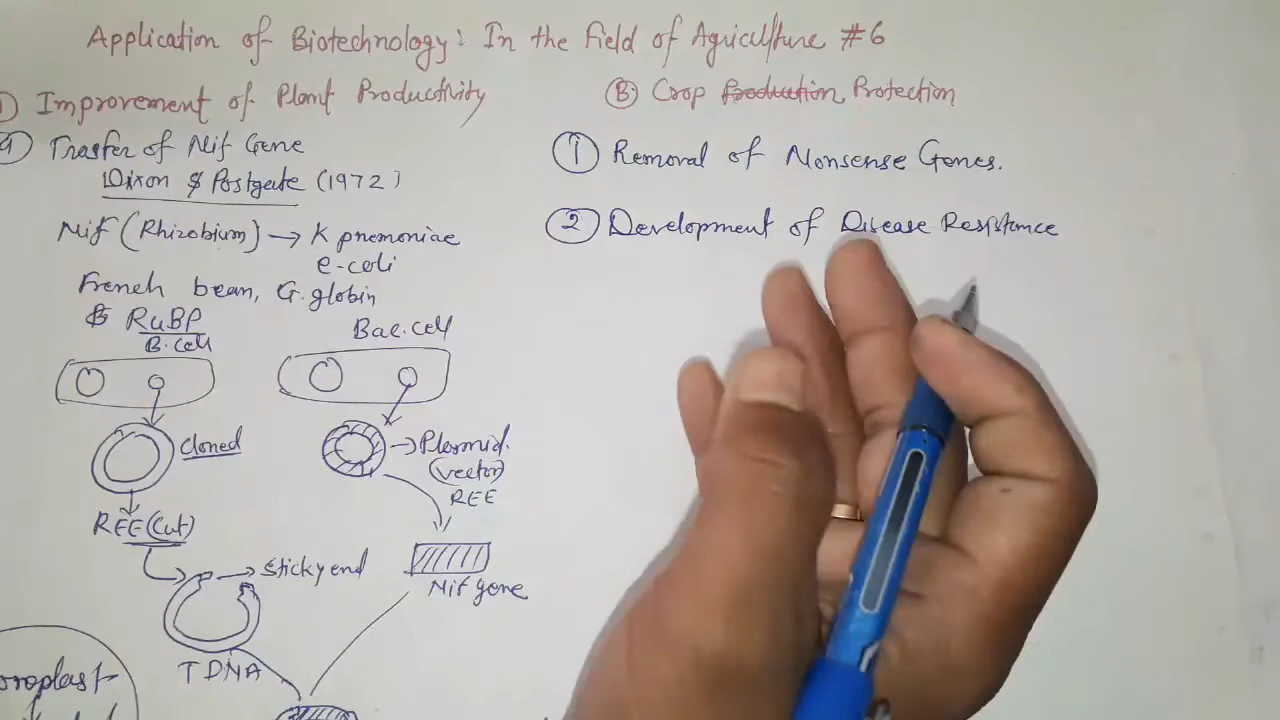 Application of Biotechnology: In the Field of Agriculture #6
Improvement of Plant Productivity
Trasfer of Nif Gene
Dixon & Postgate (1972)
Nif (Rhizobium) → K pnemoniae
e-coli
French bean, G. globin
RuBP
B. cell
Bac. cell
Cloned
→ Plasmid.
(vector)
REE
REE (Cut)
→ Sticky end
Nif gene
T DNA
oroplast
B Crop Production Protection
1 Removal of Nonsense Genes.
2 Development of Disease Resistance